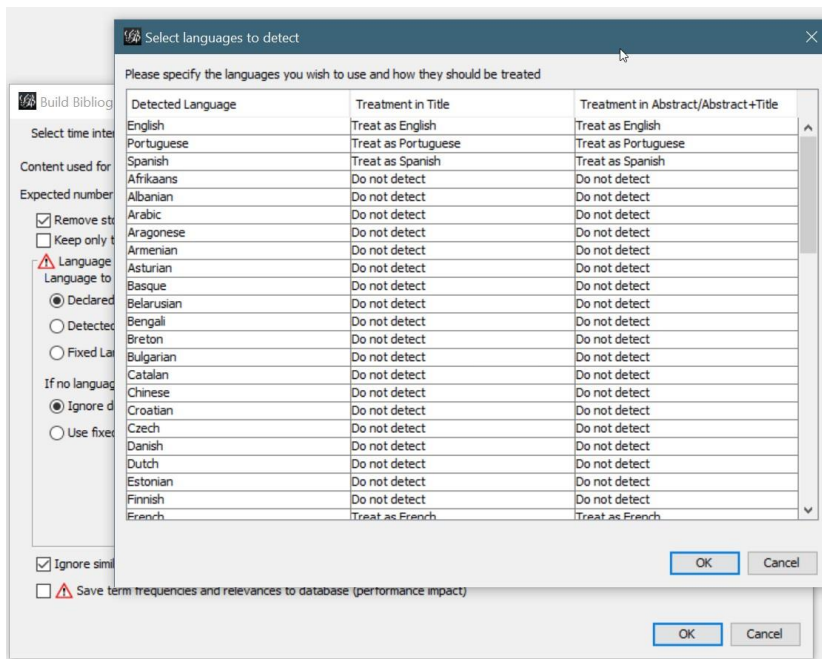 Select languages to detect
Please specify the languages you wish to use and how they should be treated
Detected Language Treatment in Title Treatment in Abstract/Abstract+Title
English Treat as English Treat as English
Portuguese Treat as Portuguese Treat as Portuguese
Spanish Treat as Spanish Treat as Spanish
Afrikaans Do not detect Do not detect
Albanian Do not detect Do not detect
Arabic Do not detect Do not detect
Aragonese Do not detect Do not detect
Armenian Do not detect Do not detect
Asturian Do not detect Do not detect
Basque Do not detect Do not detect
Belarusian Do not detect Do not detect
Bengali Do not detect Do not detect
Breton Do not detect Do not detect
Bulgarian Do not detect Do not detect
Catalan Do not detect Do not detect
Chinese Do not detect Do not detect
Croatian Do not detect Do not detect
Czech Do not detect Do not detect
Danish Do not detect Do not detect
Dutch Do not detect Do not detect
Estonian Do not detect Do not detect
Finnish Do not detect Do not detect
French Treat as French Treat as French
OK Cancel
Build Bibliog
Select time inter
Content used for
Expected number
Remove sto
Keep only t
Language
Language to
Declared
Detected
Fixed Lan
If no languag
Ignore d
Use fixed
Ignore simil
Save term frequencies and relevances to database (performance impact)
OK Cancel